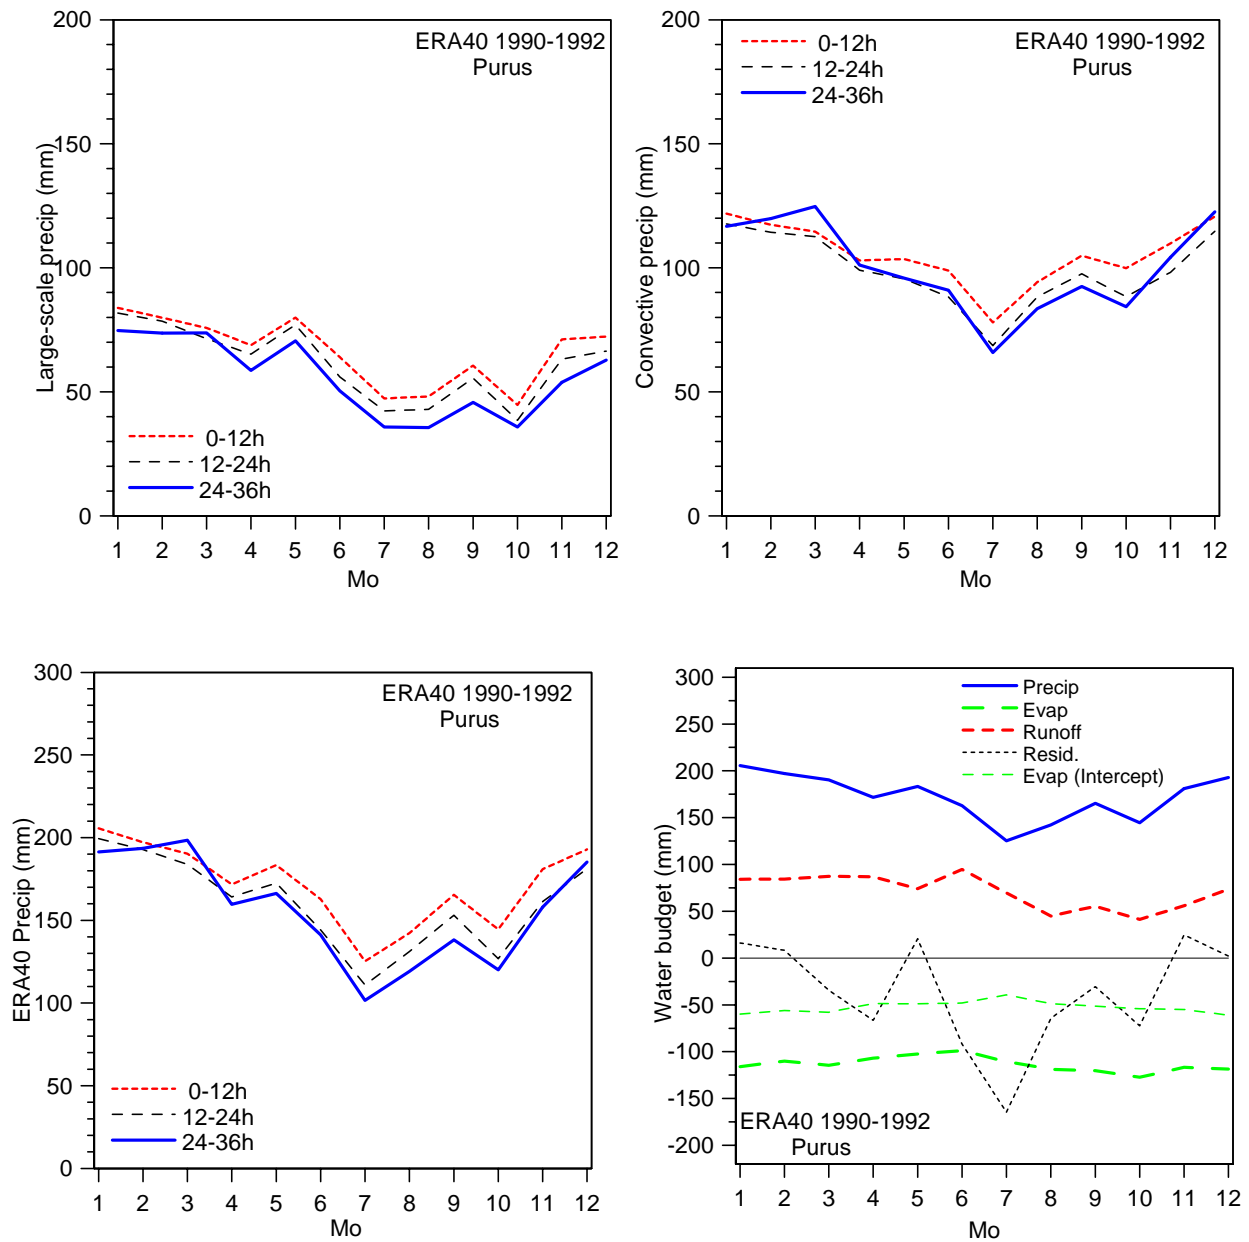 200
150
100
50
0
Large-scale precip (mm)
ERA40 1990-1992
Purus
0-12h
12-24h
24-36h
1 2 3 4 5 6 7 8 9 10 11 12
Mo
200
150
100
50
0
Convective precip (mm)
0-12h
12-24h
24-36h
ERA40 1990-1992
Purus
1 2 3 4 5 6 7 8 9 10 11 12
Mo
300
250
200
150
100
50
0
ERA40 Precip (mm)
ERA40 1990-1992
Purus
0-12h
12-24h
24-36h
1 2 3 4 5 6 7 8 9 10 11 12
Mo
300
250
200
150
100
50
0
-50
-100
-150
-200
Water budget (mm)
Precip
Evap
Runoff
Resid.
Evap (Intercept)
ERA40 1990-1992
Purus
1 2 3 4 5 6 7 8 9 10 11 12
Mo